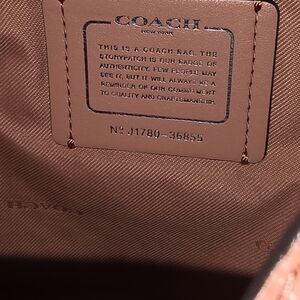 COACH
NEW YORK
THIS IS A COACH BAG. THE
STORYPATCH IS OUR BADGE OF
AUTHENTICITY. FEW PEOPLE MAY
SEE IT, BUT IT WILL ALWAYS BE A
REMINDER OF OUR COMMITMENT
TO QUALITY AND CRAFTSMANSHIP.
Nº J1780-36855
COACH